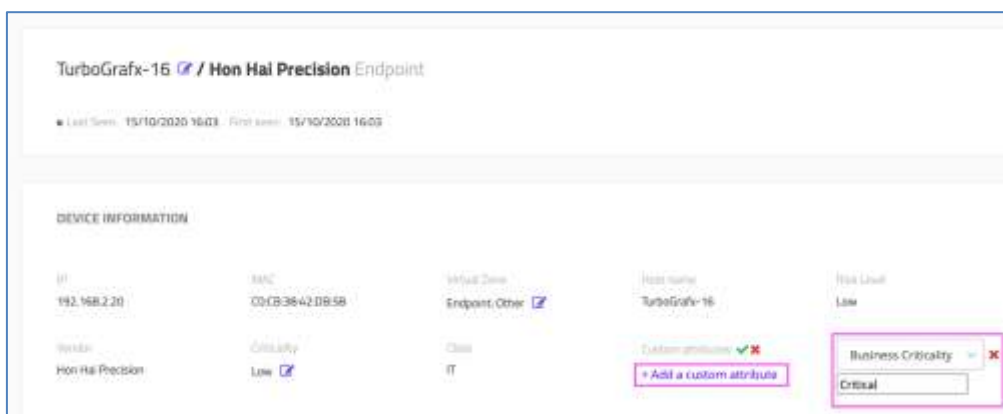 TurboGrafx-16 / Hon Hai Precision Endpoint
Last Seen: 15/10/2020 16:03 First seen: 15/10/2020 16:03
DEVICE INFORMATION
IP MAC Virtual Zone Host name Risk Level
192.168.2.20 C0:CB:38:42:DB:5B Endpoint: Other TurboGrafx-16 Low
Vendor Criticality Class Custom attributes Business Criticality
Hon Hai Precision Low IT + Add a custom attribute Critical